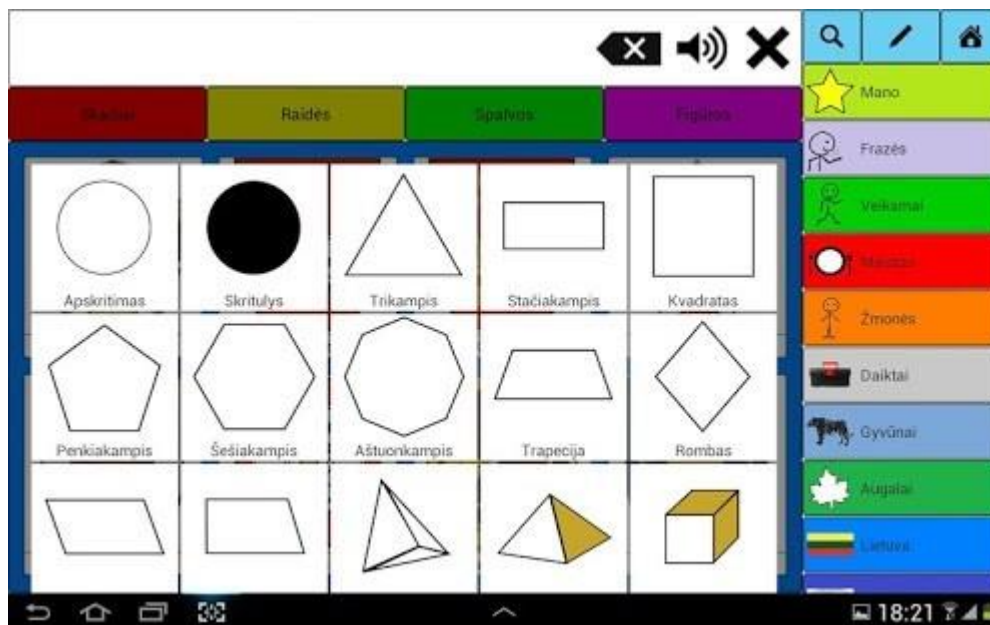 Skaičiai
Raidės
Spalvos
Figūros
Mano
Frazės
Veiksmai
Maistas
Žmonės
Daiktai
Gyvūnai
Augalai
Lietuva
Apskritimas
Skritulys
Trikampis
Stačiakampis
Kvadratas
Penkiakampis
Šešiakampis
Aštuonkampis
Trapecija
Rombas
18:21